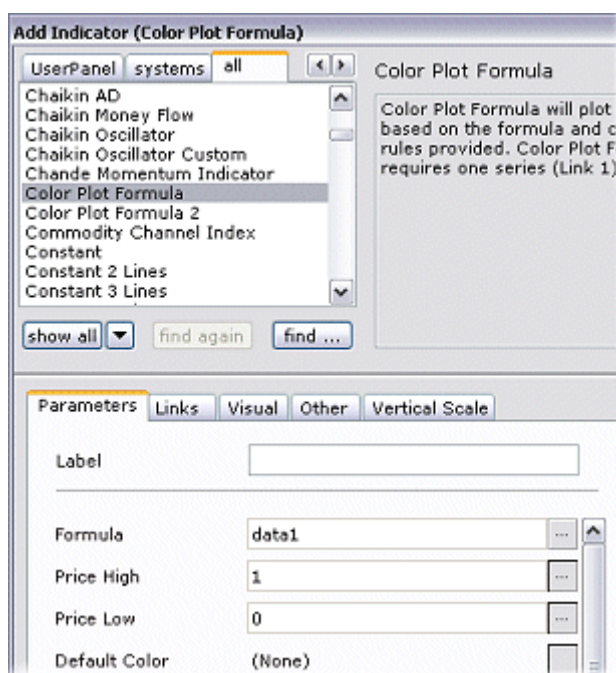 Add Indicator (Color Plot Formula)
UserPanel systems all
Color Plot Formula
Chaikin AD
Chaikin Money Flow
Chaikin Oscillator
Chaikin Oscillator Custom
Chande Momentum Indicator
Color Plot Formula
Color Plot Formula 2
Commodity Channel Index
Constant
Constant 2 Lines
Constant 3 Lines
Color Plot Formula will plot
based on the formula and c
rules provided. Color Plot F
requires one series (Link 1)
show all find again find ...
Parameters Links Visual Other Vertical Scale
Label
Formula data1 ...
Price High 1 ...
Price Low 0 ...
Default Color (None)